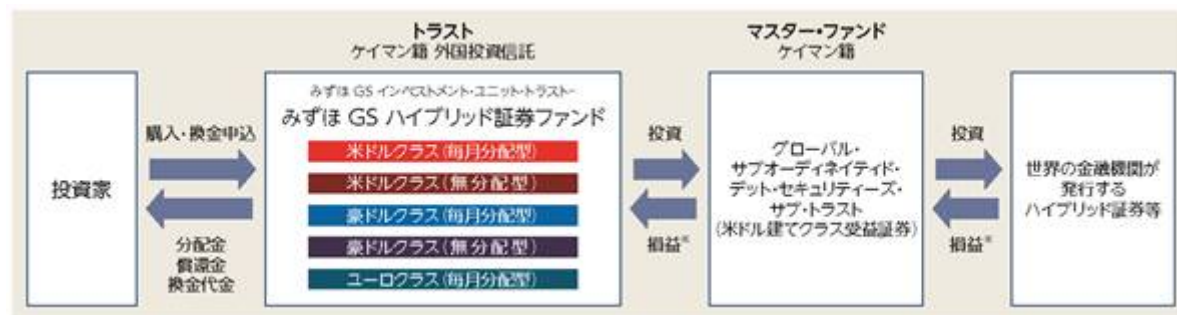 トラスト
ケイマン籍 外国投資信託
マスター・ファンド
ケイマン籍
投資家
購入・換金申込
分配金
償還金
換金代金
みずほ GS インベストメント・ユニット・トラスト-
みずほ GS ハイブリッド証券ファンド
米ドルクラス(毎月分配型)
米ドルクラス(無分配型)
豪ドルクラス(毎月分配型)
豪ドルクラス(無分配型)
ユーロクラス(毎月分配型)
投資
損益※
グローバル・
サブオーディネイティド・
デット・セキュリティーズ・
サブ・トラスト
(米ドル建てクラス受益証券)
投資
損益※
世界の金融機関が
発行する
ハイブリッド証券等